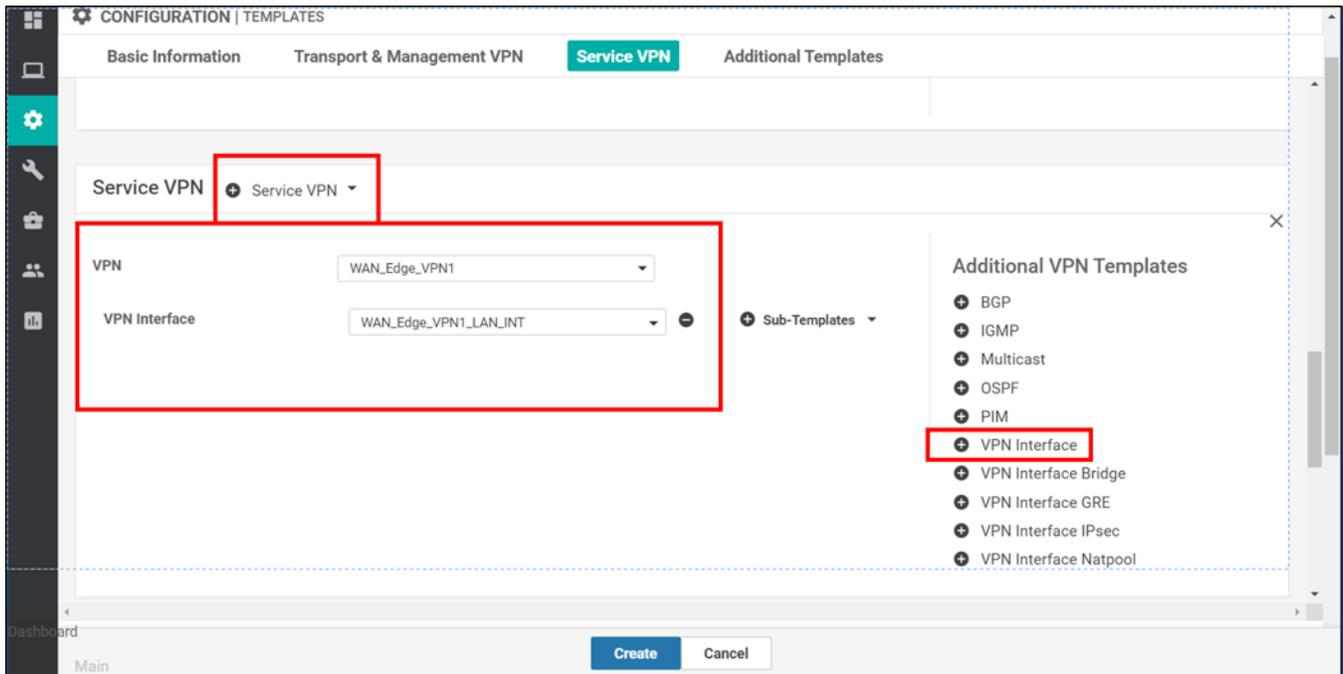 CONFIGURATION | TEMPLATES
Basic Information Transport & Management VPN Service VPN Additional Templates
Service VPN Service VPN
VPN WAN_Edge_VPN1
VPN Interface WAN_Edge_VPN1_LAN_INT Sub-Templates
Additional VPN Templates
BGP
IGMP
Multicast
OSPF
PIM
VPN Interface
VPN Interface Bridge
VPN Interface GRE
VPN Interface IPsec
VPN Interface Natpool
Dashboard
Main
Create Cancel